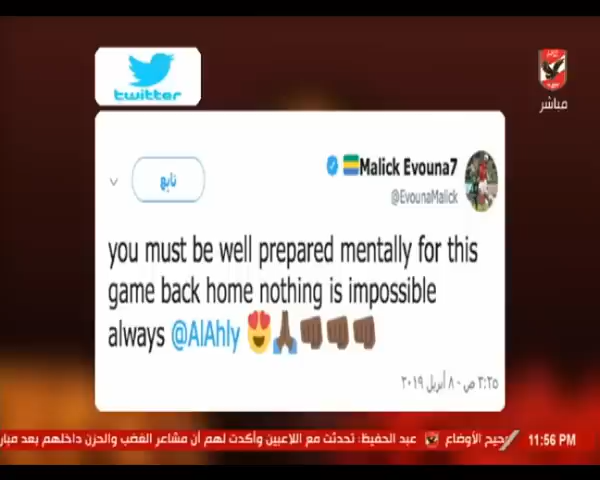 twitter
مباشر
Malick Evouna7
@EvounaMalick
تابع
you must be well prepared mentally for this
game back home nothing is impossible
always @AlAhly 😍🙏🏾👊🏾👊🏾👊🏾
٣:٢٥ ص - ٨ أبريل ٢٠١٩
الأوضاع عبد الحفيظ: تحدثت مع اللاعبين وأكدت لهم أن مشاعر الغضب والحزن داخلهم بعد
11:56 PM